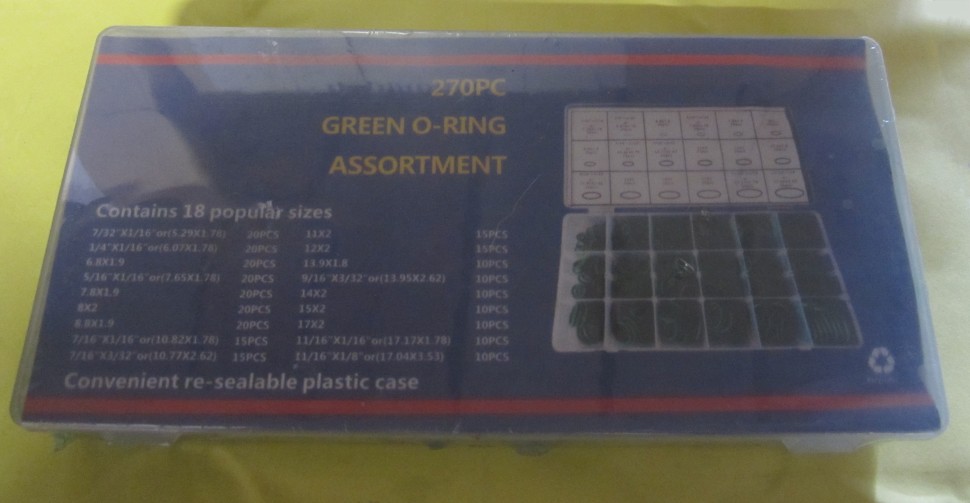 270PC
GREEN O-RING
ASSORTMENT
Contains 18 popular sizes
7/32"X1/16"or(5.29X1.78) 20PCS 11X2 15PCS
1/4"X1/16"or(6.07X1.78) 20PCS 12X2 15PCS
6.8X1.9 20PCS 13.9X1.8 10PCS
5/16"X1/16"or(7.65X1.78) 20PCS 9/16"X3/32"or(13.95X2.62) 10PCS
7.8X1.9 20PCS 14X2 10PCS
8X2 20PCS 15X2 10PCS
8.8X1.9 20PCS 17X2 10PCS
7/16"X1/16"or(10.82X1.78) 15PCS 11/16"X1/16"or(17.17X1.78) 10PCS
7/16"X3/32"or(10.77X2.62) 15PCS 11/16"X1/8"or(17.04X3.53) 10PCS
Convenient re-sealable plastic case